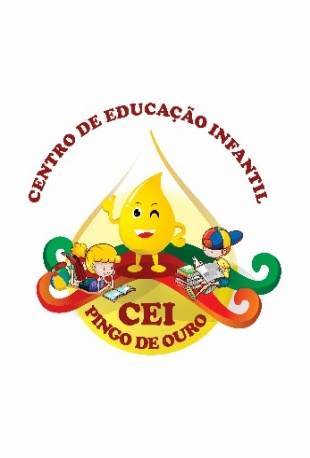 CENTRO DE EDUCAÇÃO INFANTIL
CEI
PINGO DE OURO